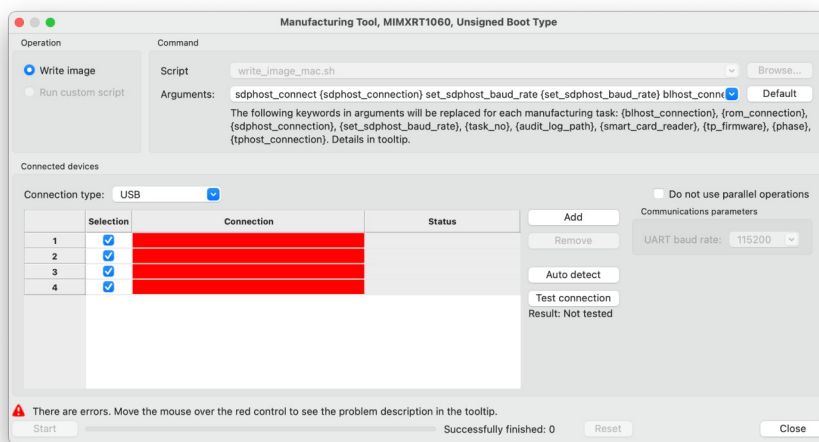 Manufacturing Tool, MIMXRT1060, Unsigned Boot Type
Operation
Command
Write image
Run custom script
Script
write_image_mac.sh
Browse...
Arguments:
sdphost_connect {sdphost_connection} set_sdphost_baud_rate {set_sdphost_baud_rate} blhost_conne
Default
The following keywords in arguments will be replaced for each manufacturing task: {blhost_connection}, {rom_connection},
{sdphost_connection}, {set_sdphost_baud_rate}, {task_no}, {audit_log_path}, {smart_card_reader}, {tp_firmware}, {phase},
{tphost_connection}. Details in tooltip.
Connected devices
Connection type: USB
Do not use parallel operations
Selection Connection Status
1
2
3
4
Add
Remove
Auto detect
Test connection
Result: Not tested
Communications parameters
UART baud rate: 115200
There are errors. Move the mouse over the red control to see the problem description in the tooltip.
Start
Successfully finished: 0
Reset
Close